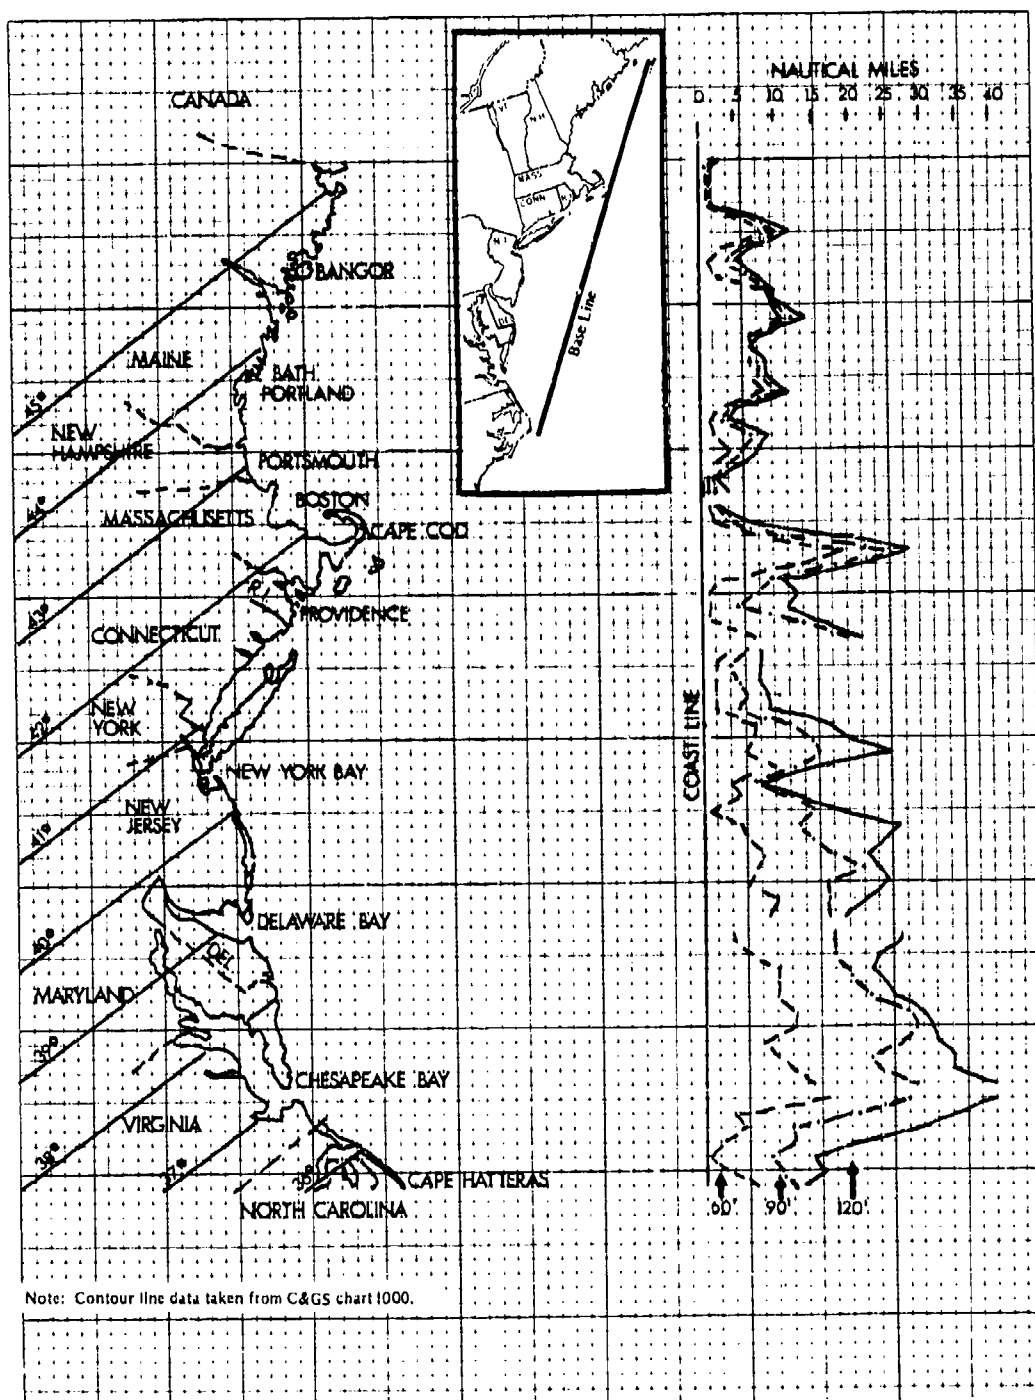 CANADA
BANGOR
MAINE
BATH
PORTLAND
45°
NEW
HAMPSHIRE
PORTSMOUTH
BOSTON
MASSACHUSETTS
CAPE COD
43°
R.I.
PROVIDENCE
CONNECTICUT
NEW
YORK
42°
NEW YORK BAY
NEW
JERSEY
41°
DELAWARE BAY
40°
DEL.
MARYLAND
39°
CHESAPEAKE BAY
VIRGINIA
38°
37°
CAPE HATTERAS
NORTH CAROLINA
VT
N H
MASS
CONN
N J
Base Line
NAUTICAL MILES
0 5 10 15 20 25 30 35 40
COAST LINE
60' 90' 120'
Note: Contour line data taken from C&GS chart 1000.